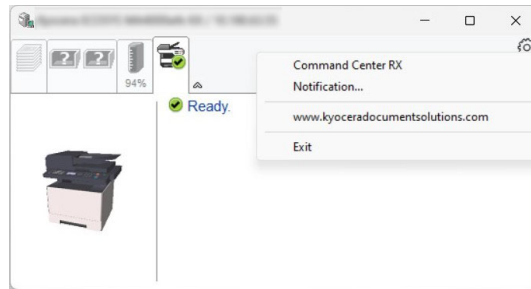 94%
Ready.
Command Center RX
Notification...
www.kyoceradocumentsolutions.com
Exit